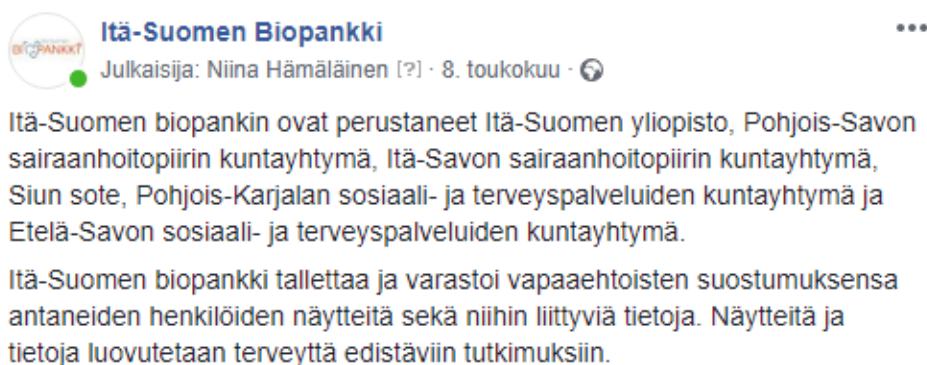 BIOPANKKI
Itä-Suomen Biopankki
Julkaisija: Niina Hämäläinen [?] · 8. toukokuu ·
Itä-Suomen biopankin ovat perustaneet Itä-Suomen yliopisto, Pohjois-Savon
sairaanhoitopiirin kuntayhtymä, Itä-Savon sairaanhoitopiirin kuntayhtymä,
Siun sote, Pohjois-Karjalan sosiaali- ja terveyspalveluiden kuntayhtymä ja
Etelä-Savon sosiaali- ja terveyspalveluiden kuntayhtymä.
Itä-Suomen biopankki tallettaa ja varastoi vapaaehtoisten suostumuksensa
antaneiden henkilöiden näytteitä sekä niihin liittyviä tietoja. Näytteitä ja
tietoja luovutetaan terveyttä edistäviin tutkimuksiin.